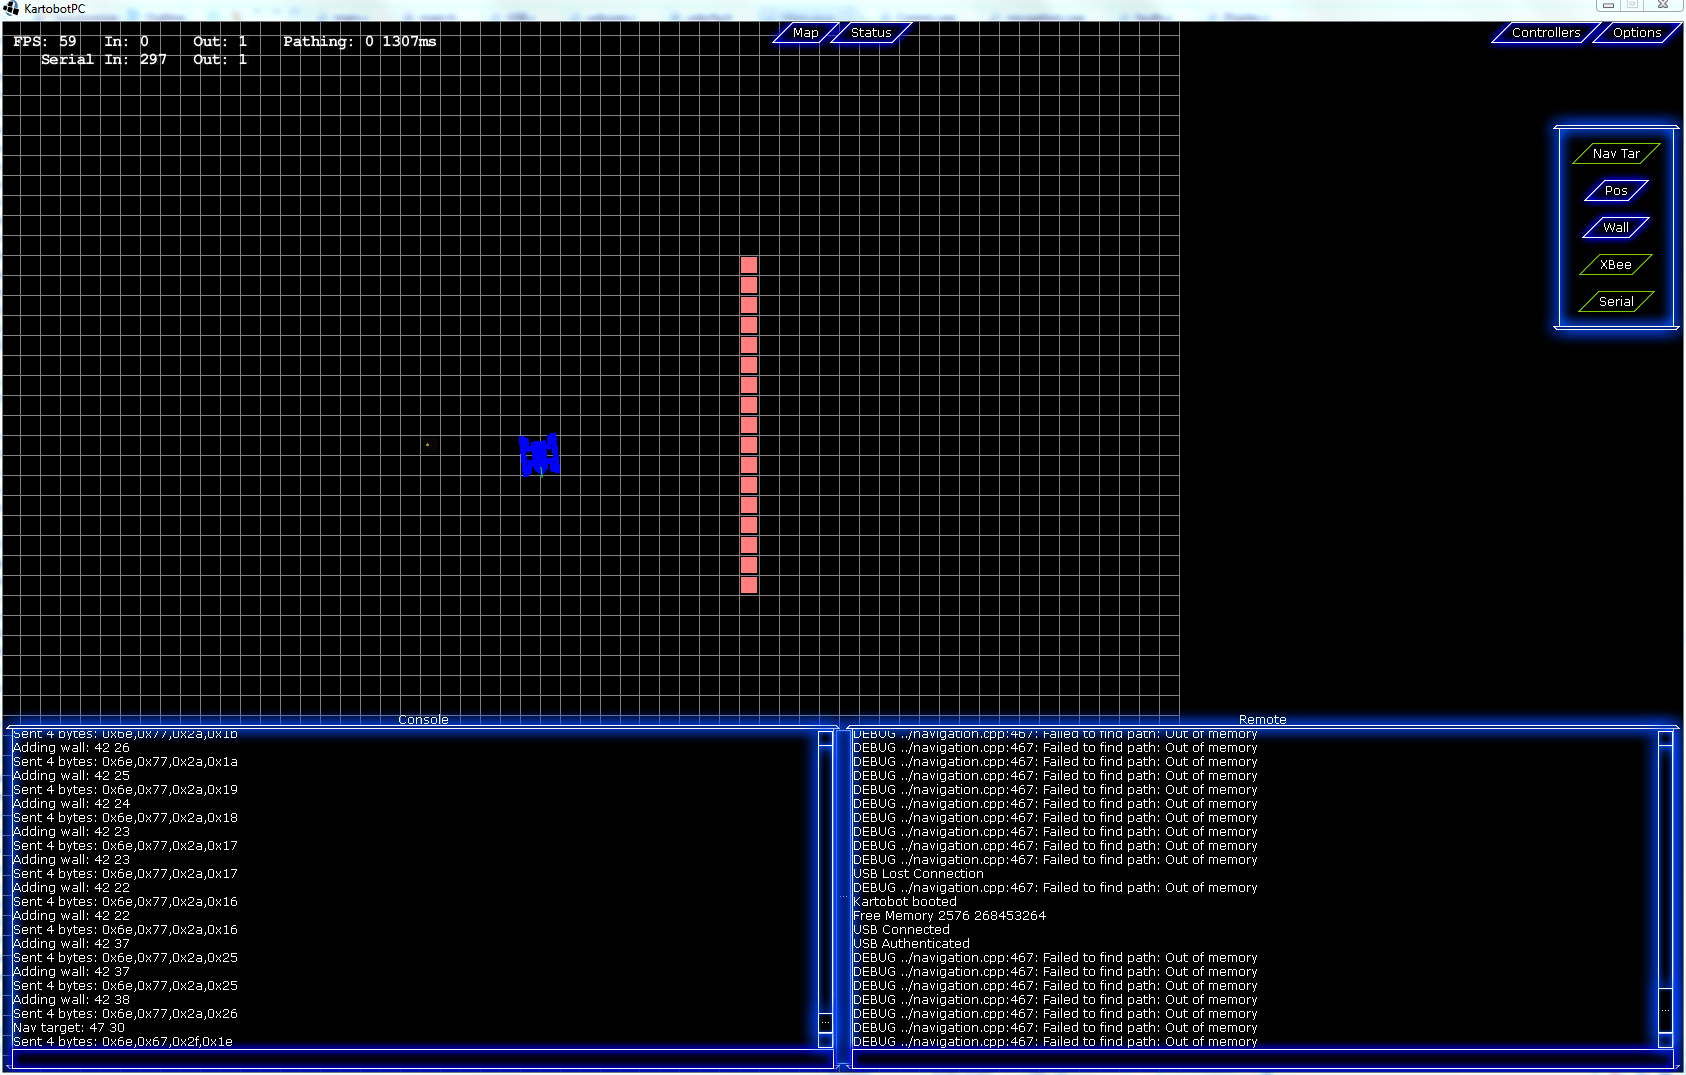 KartobotPC
FPS: 59 In: 0 Out: 1 Pathing: 0 1307ms
Serial In: 297 Out: 1
Map
Status
Controllers
Options
Nav Tar
Pos
Wall
XBee
Serial
Console
Sent 4 bytes: 0x6e,0x77,0x2a,0x1b
Adding wall: 42 26
Sent 4 bytes: 0x6e,0x77,0x2a,0x1a
Adding wall: 42 25
Sent 4 bytes: 0x6e,0x77,0x2a,0x19
Adding wall: 42 24
Sent 4 bytes: 0x6e,0x77,0x2a,0x18
Adding wall: 42 23
Sent 4 bytes: 0x6e,0x77,0x2a,0x17
Adding wall: 42 23
Sent 4 bytes: 0x6e,0x77,0x2a,0x17
Adding wall: 42 22
Sent 4 bytes: 0x6e,0x77,0x2a,0x16
Adding wall: 42 22
Sent 4 bytes: 0x6e,0x77,0x2a,0x16
Adding wall: 42 37
Sent 4 bytes: 0x6e,0x77,0x2a,0x25
Adding wall: 42 37
Sent 4 bytes: 0x6e,0x77,0x2a,0x25
Adding wall: 42 38
Sent 4 bytes: 0x6e,0x77,0x2a,0x26
Nav target: 47 30
Sent 4 bytes: 0x6e,0x67,0x2f,0x1e
Remote
DEBUG ../navigation.cpp:467: Failed to find path: Out of memory
DEBUG ../navigation.cpp:467: Failed to find path: Out of memory
DEBUG ../navigation.cpp:467: Failed to find path: Out of memory
DEBUG ../navigation.cpp:467: Failed to find path: Out of memory
DEBUG ../navigation.cpp:467: Failed to find path: Out of memory
DEBUG ../navigation.cpp:467: Failed to find path: Out of memory
DEBUG ../navigation.cpp:467: Failed to find path: Out of memory
DEBUG ../navigation.cpp:467: Failed to find path: Out of memory
DEBUG ../navigation.cpp:467: Failed to find path: Out of memory
DEBUG ../navigation.cpp:467: Failed to find path: Out of memory
USB Lost Connection
DEBUG ../navigation.cpp:467: Failed to find path: Out of memory
Kartobot booted
Free Memory 2576 268453264
USB Connected
USB Authenticated
DEBUG ../navigation.cpp:467: Failed to find path: Out of memory
DEBUG ../navigation.cpp:467: Failed to find path: Out of memory
DEBUG ../navigation.cpp:467: Failed to find path: Out of memory
DEBUG ../navigation.cpp:467: Failed to find path: Out of memory
DEBUG ../navigation.cpp:467: Failed to find path: Out of memory
DEBUG ../navigation.cpp:467: Failed to find path: Out of memory
DEBUG ../navigation.cpp:467: Failed to find path: Out of memory